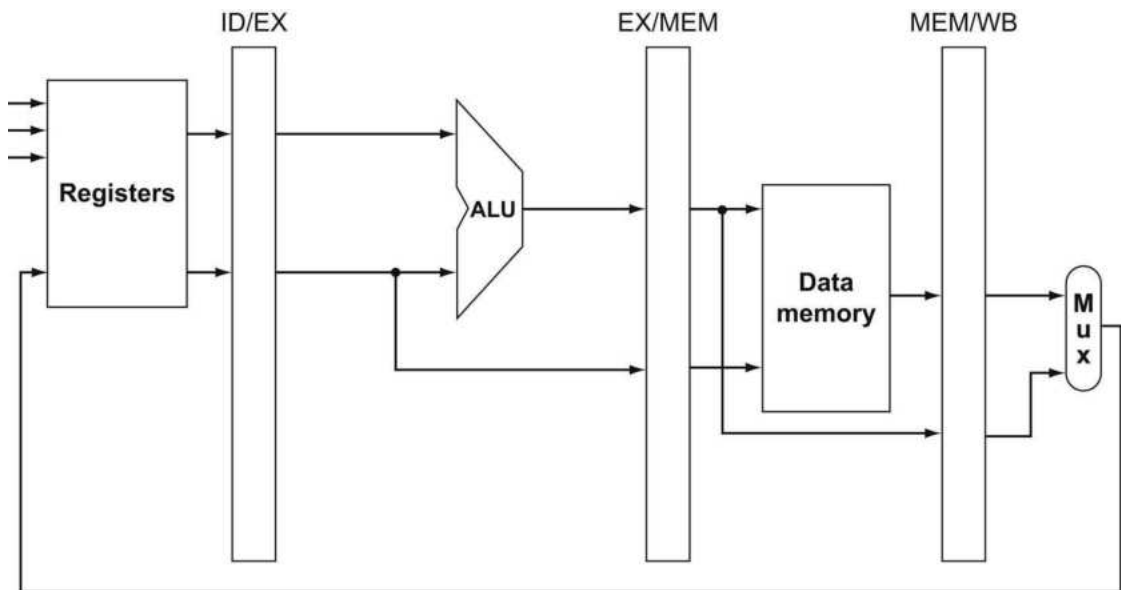 ID/EX
EX/MEM
MEM/WB
Registers
ALU
Data
memory
M
u
x